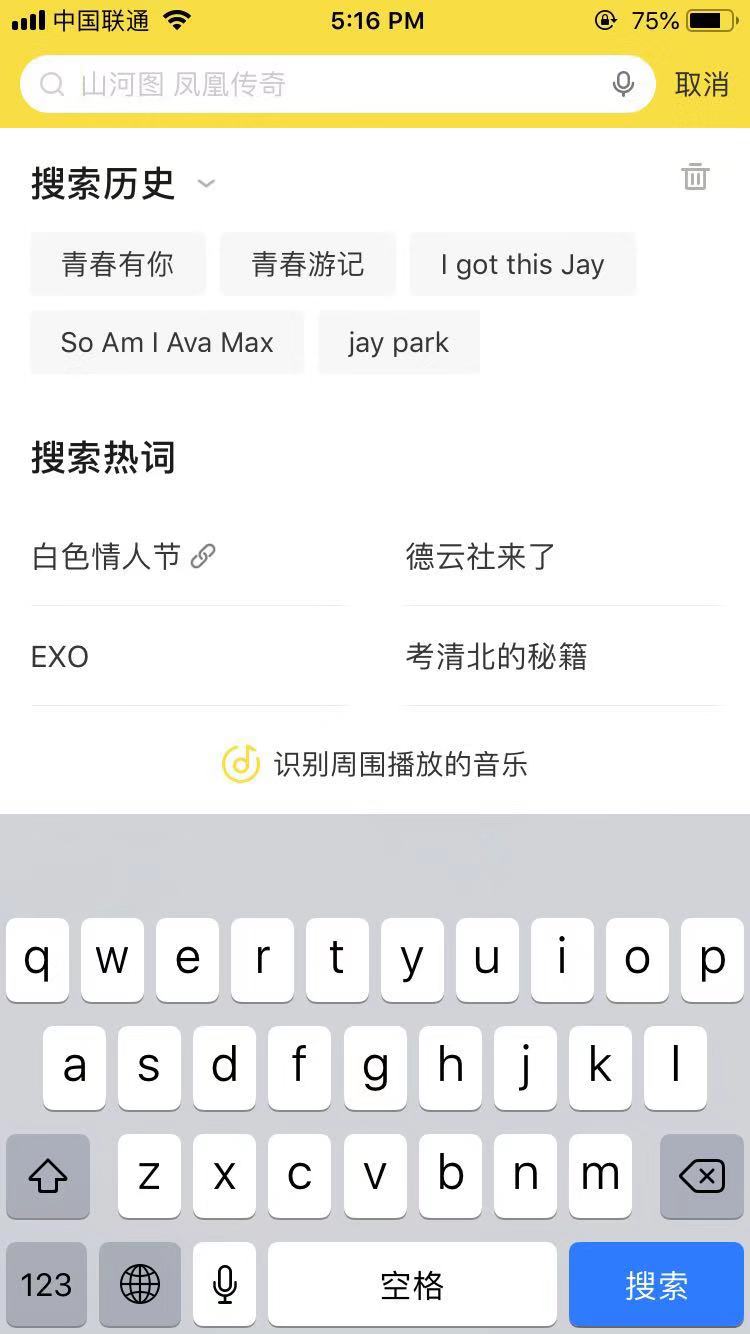 中国联通 5:16 PM 75%
山河图 凤凰传奇 取消
搜索历史
青春有你 青春游记 I got this Jay
So Am I Ava Max jay park
搜索热词
白色情人节 德云社来了
EXO 考清北的秘籍
识别周围播放的音乐
q w e r t y u i o p
a s d f g h j k l
z x c v b n m
123 空格 搜索